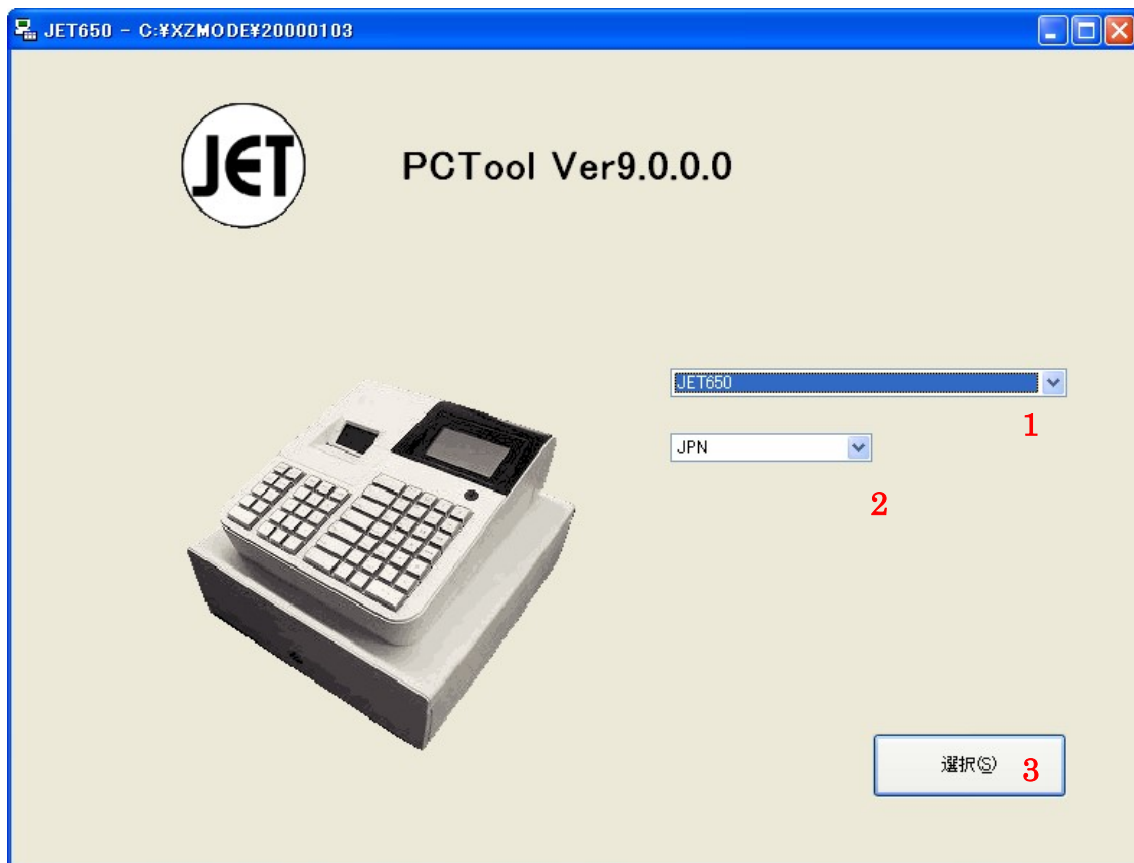 JET650 - C:¥XZMODE¥20000103
JET
PCTool Ver9.0.0.0
JET650
1
JPN
2
選択(S)
3